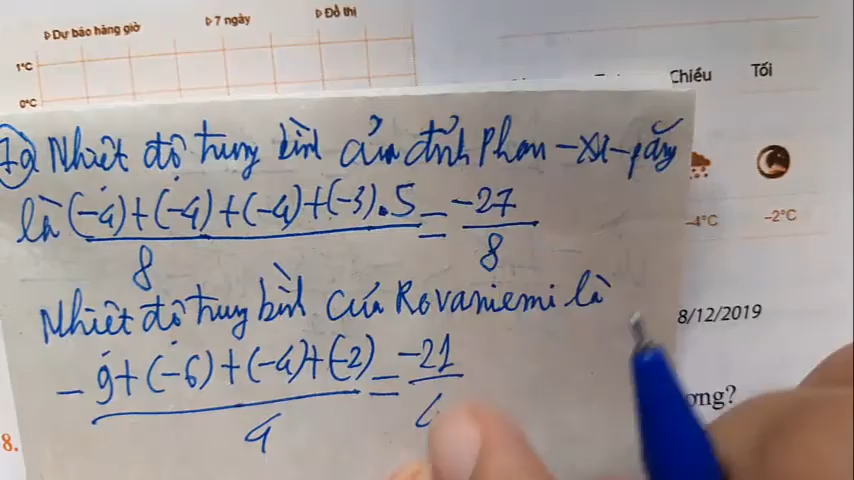 ▷ Dự báo hàng giờ ▷ 7 ngày ▷ Đồ thị
1°C
0°C
Chiều Tối
7a Nhiệt độ trung bình của đỉnh Phan-Xi-păng
là (-4)+(-4)+(-4)+(-3).5 = -27
8 8
-4°C -2°C
Nhiệt độ trung bình của Rovaniemi là
8/12/2019
-9+(-6)+(-4)+(-2) = -21
4
ong?
8.